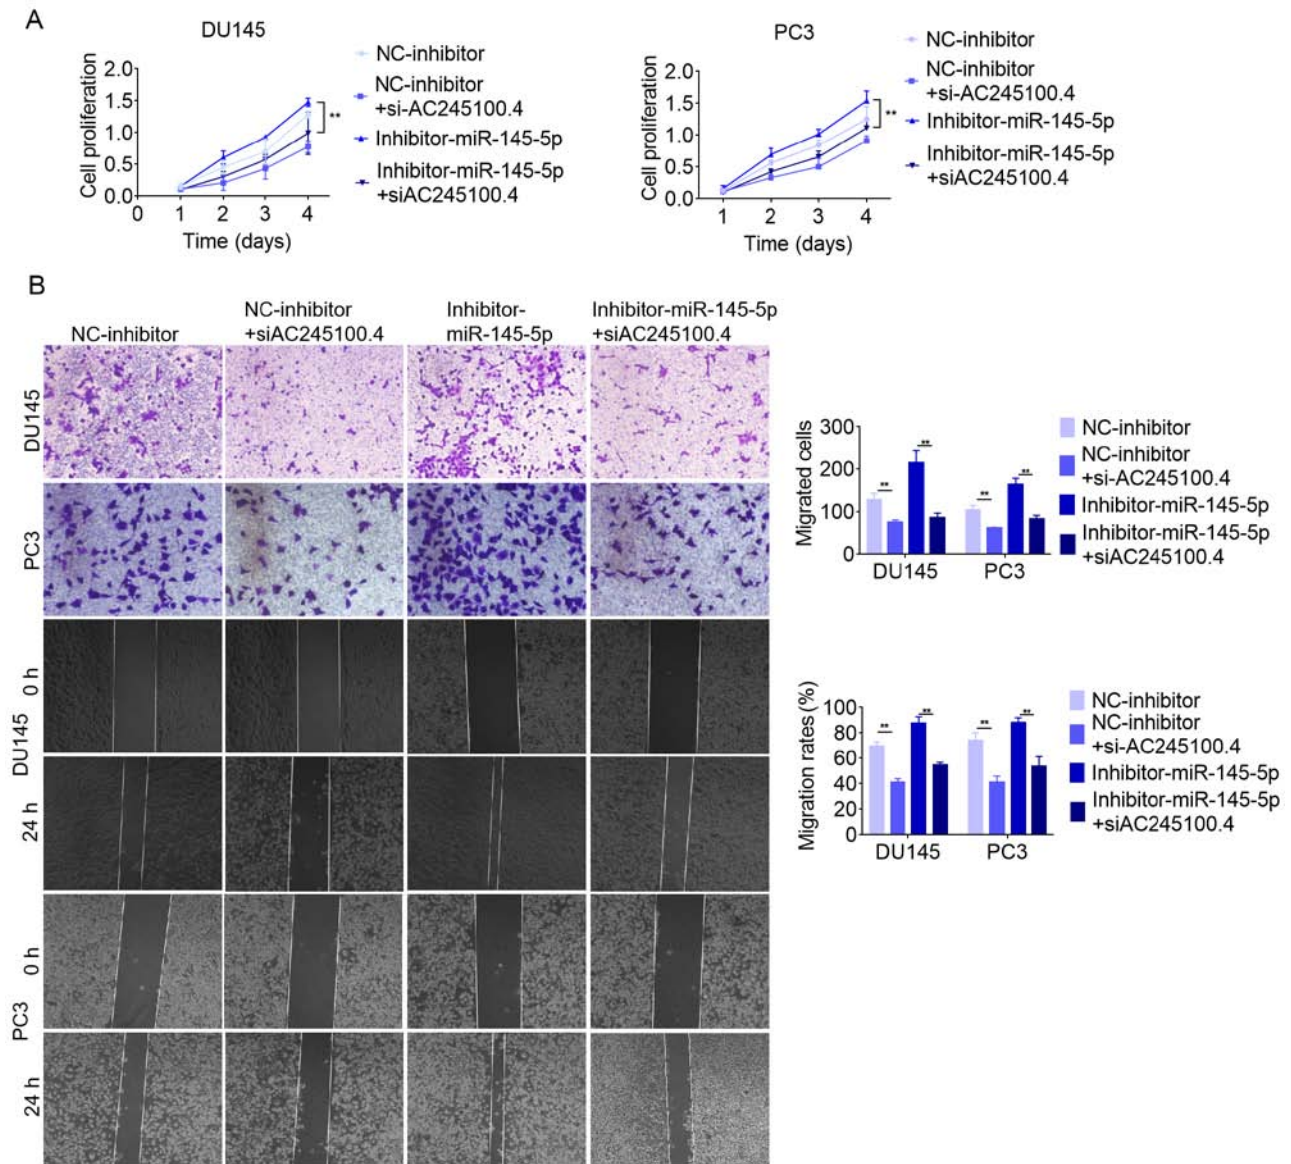 A
DU145
Cell proliferation
2.0
1.5
1.0
0.5
0.0
0 1 2 3 4
Time (days)
**
NC-inhibitor
NC-inhibitor
+si-AC245100.4
Inhibitor-miR-145-5p
Inhibitor-miR-145-5p
+siAC245100.4
PC3
Cell proliferation
2.0
1.5
1.0
0.5
0.0
1 2 3 4
Time (days)
**
NC-inhibitor
NC-inhibitor
+si-AC245100.4
Inhibitor-miR-145-5p
Inhibitor-miR-145-5p
+siAC245100.4
B
NC-inhibitor
NC-inhibitor
+siAC245100.4
Inhibitor-
miR-145-5p
Inhibitor-miR-145-5p
+siAC245100.4
DU145
PC3
DU145
0 h
24 h
PC3
0 h
24 h
Migrated cells
300
200
100
0
** ** ** **
DU145 PC3
NC-inhibitor
NC-inhibitor
+si-AC245100.4
Inhibitor-miR-145-5p
Inhibitor-miR-145-5p
+siAC245100.4
Migration rates (%)
100
80
60
40
20
0
** ** ** **
DU145 PC3
NC-inhibitor
NC-inhibitor
+si-AC245100.4
Inhibitor-miR-145-5p
Inhibitor-miR-145-5p
+siAC245100.4